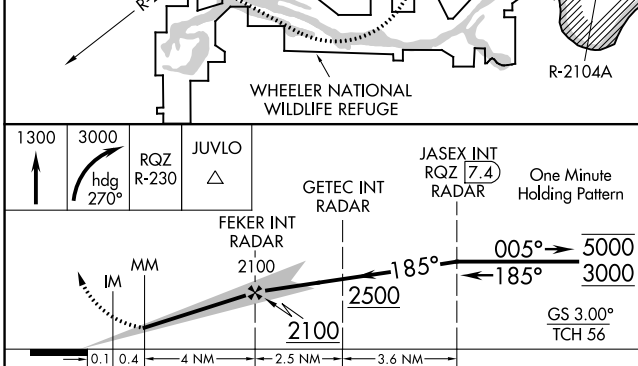 R-2
WHEELER NATIONAL
WILDLIFE REFUGE
R-2104A
1300
3000
hdg
270°
RQZ
R-230
JUVLO
JASEX INT
RQZ 7.4
RADAR
One Minute
Holding Pattern
GETEC INT
RADAR
FEKER INT
RADAR
2100
MM
IM
185°
005°
185°
5000
3000
2500
2100
GS 3.00°
TCH 56
0.1
0.4
4 NM
2.5 NM
3.6 NM